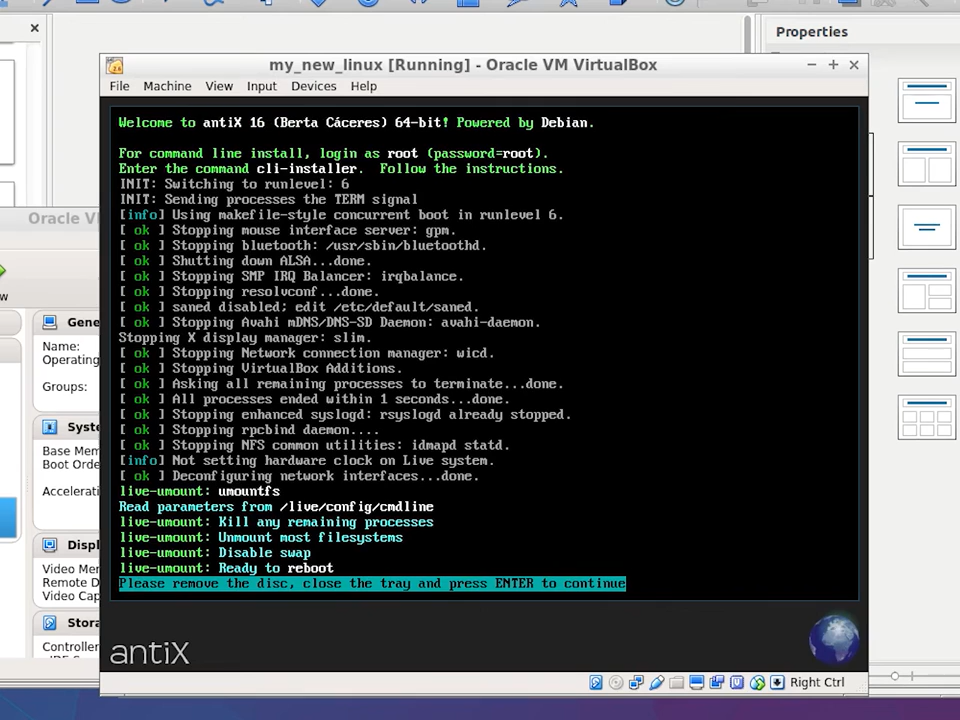 Properties
my_new_linux [Running] - Oracle VM VirtualBox
File Machine View Input Devices Help
Welcome to antiX 16 (Berta Cáceres) 64-bit! Powered by Debian.
For command line install, login as root (password=root).
Enter the command cli-installer. Follow the instructions.
INIT: Switching to runlevel: 6
INIT: Sending processes the TERM signal
[info] Using makefile-style concurrent boot in runlevel 6.
[ ok ] Stopping mouse interface server: gpm.
[ ok ] Stopping bluetooth: /usr/sbin/bluetoothd.
[ ok ] Shutting down ALSA...done.
[ ok ] Stopping SMP IRQ Balancer: irqbalance.
[ ok ] Stopping resolvconf...done.
[ ok ] saned disabled; edit /etc/default/saned.
[ ok ] Stopping Avahi mDNS/DNS-SD Daemon: avahi-daemon.
Stopping X display manager: slim.
[ ok ] Stopping Network connection manager: wicd.
[ ok ] Stopping VirtualBox Additions.
[ ok ] Asking all remaining processes to terminate...done.
[ ok ] All processes ended within 1 seconds...done.
[ ok ] Stopping enhanced syslogd: rsyslogd already stopped.
[ ok ] Stopping rpcbind daemon....
[ ok ] Stopping NFS common utilities: idmapd statd.
[info] Not setting hardware clock on Live system.
[ ok ] Deconfiguring network interfaces...done.
live-umount: umountfs
Read parameters from /live/config/cmdline
live-umount: Kill any remaining processes
live-umount: Unmount most filesystems
live-umount: Disable swap
live-umount: Ready to reboot
Please remove the disc, close the tray and press ENTER to continue
antiX
Right Ctrl
Oracle V
Gene
Name:
Operating
Groups:
Syst
Base Mem
Boot Orde
Accelerati
Displ
Video Mem
Remote D
Video Cap
Stora
Controller